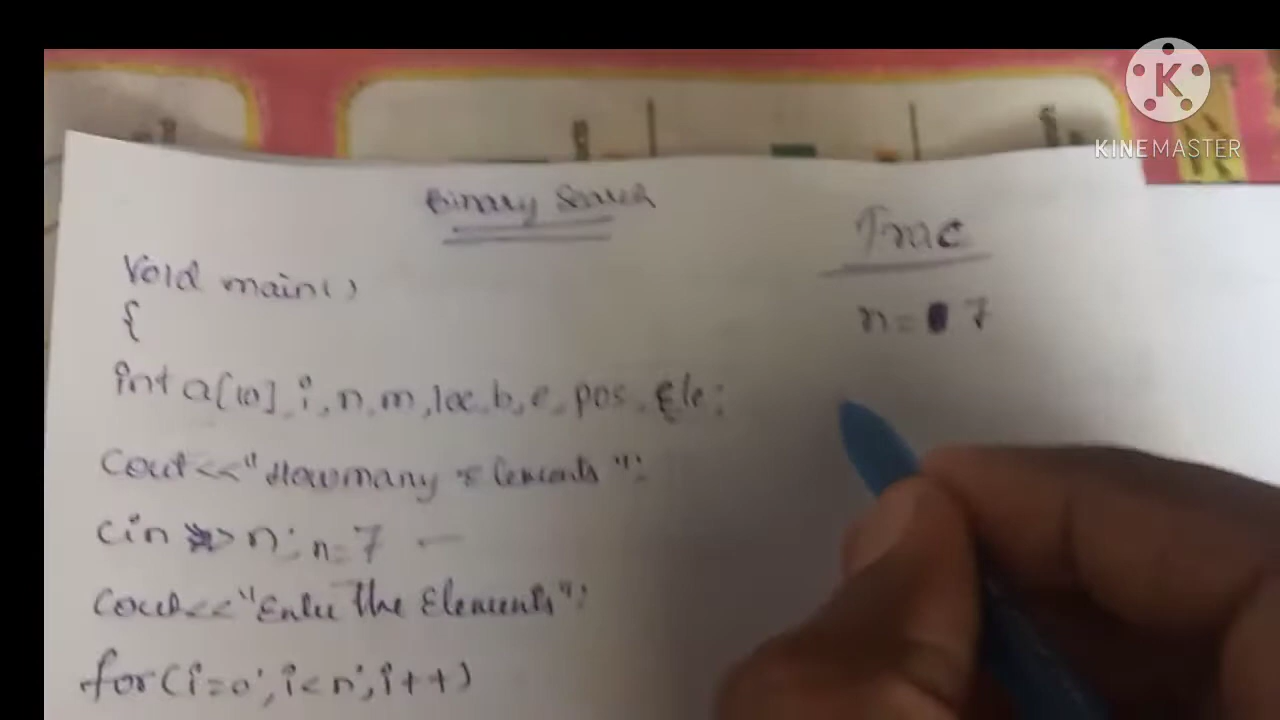 KINEMASTER
Binary Search
Trac
void main()
{
n= 7
int a[10], i, n, m, loc, b, e, pos, Ele;
cout<<"How many Elements";
cin >> n; n=7 —
cout<<"Enter the Elements";
for(i=0; i<n; i++)